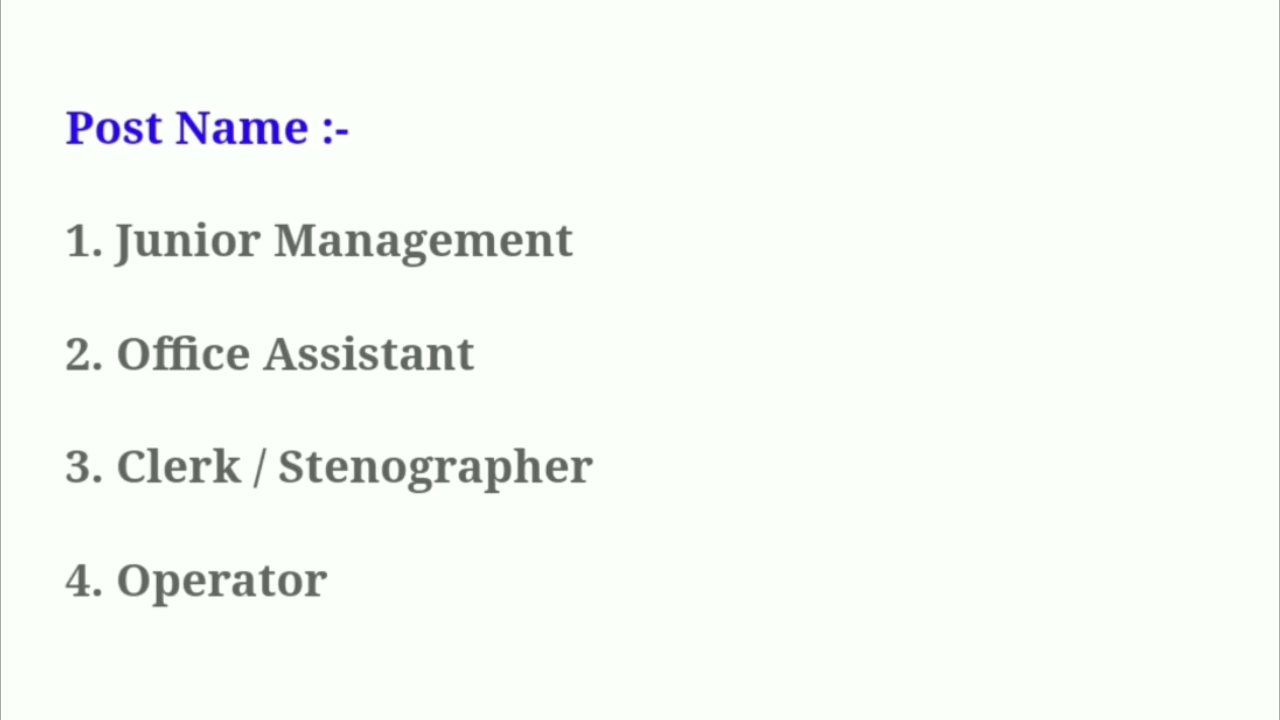 Post Name :-
1. Junior Management
2. Office Assistant
3. Clerk / Stenographer
4. Operator